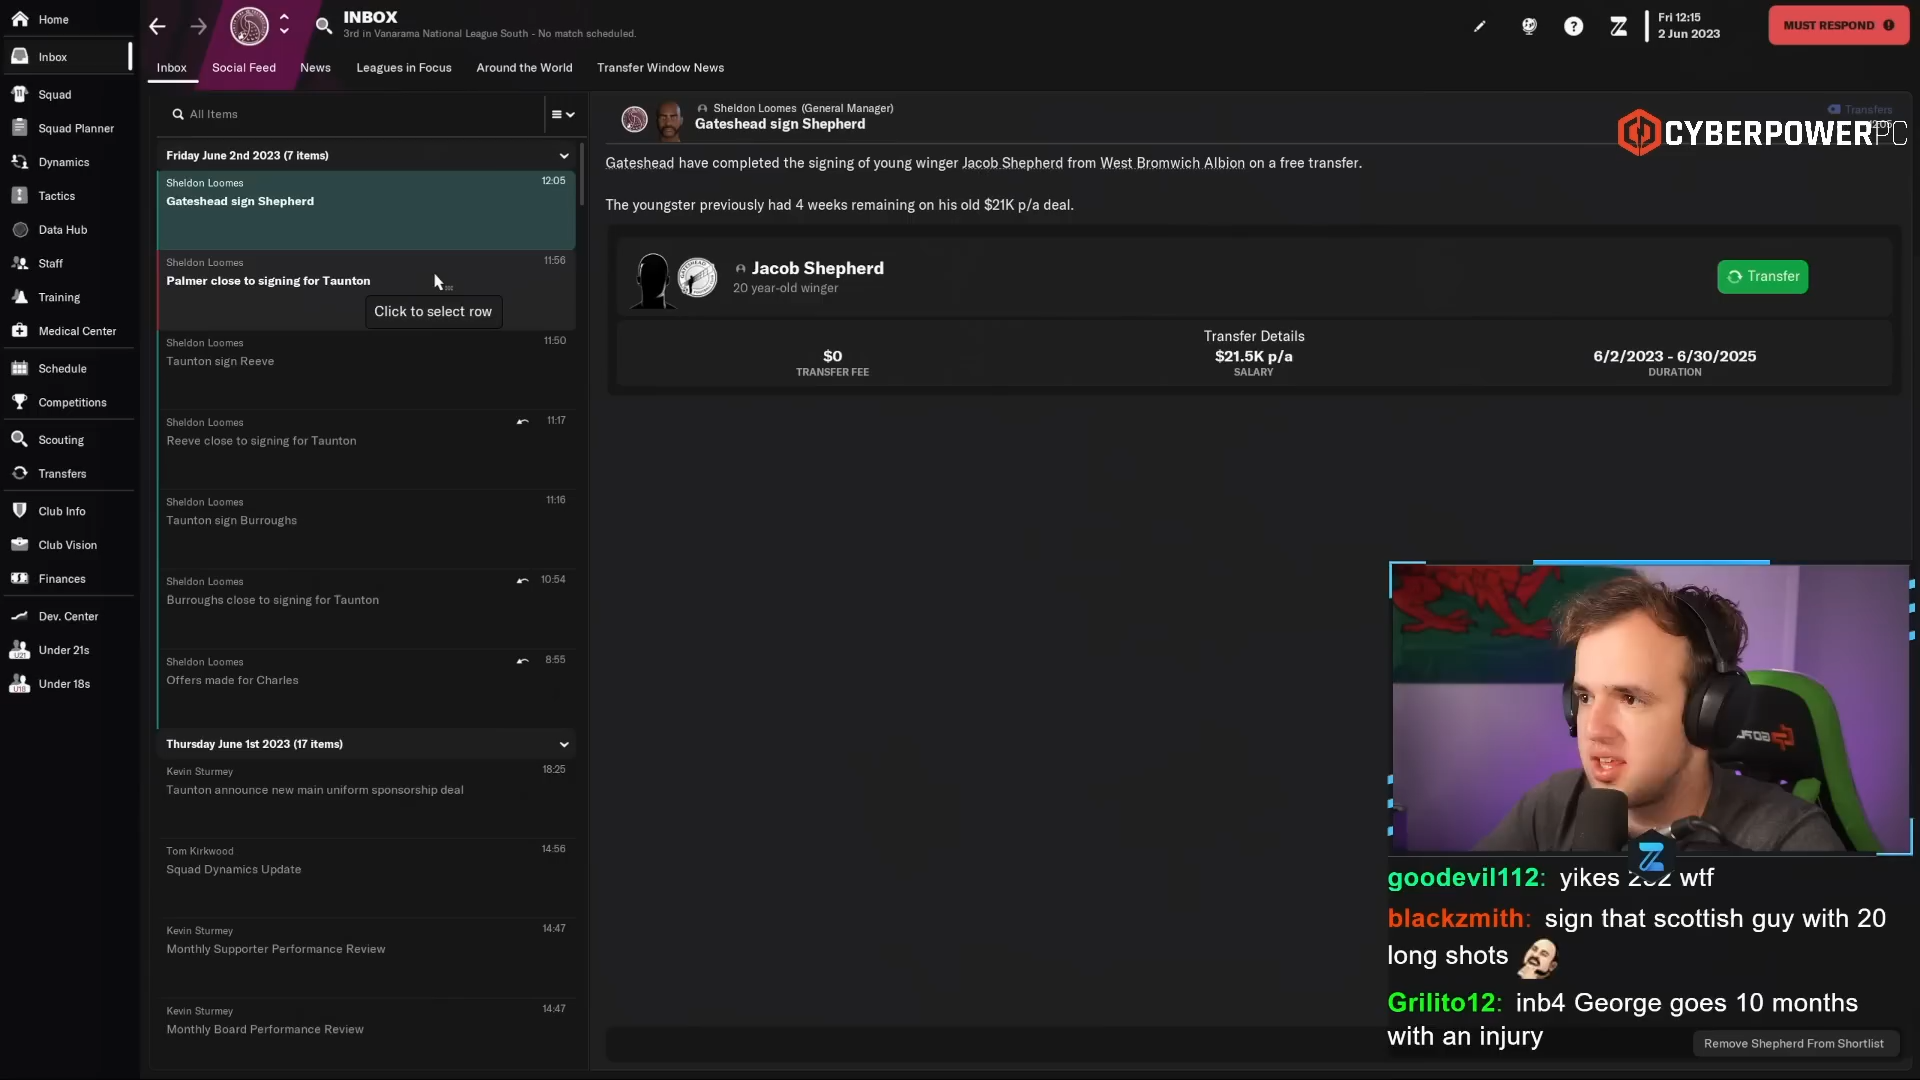 Home
Inbox
Squad
Squad Planner
Dynamics
Tactics
Data Hub
Staff
Training
Medical Center
Schedule
Competitions
Scouting
Transfers
Club Info
Club Vision
Finances
Dev. Center
Under 21s
Under 18s
INBOX
3rd in Vanarama National League South - No match scheduled.
Fri 12:15
2 Jun 2023
MUST RESPOND
Inbox
Social Feed
News
Leagues in Focus
Around the World
Transfer Window News
All Items
Friday June 2nd 2023 (7 items)
Sheldon Loomes 12:05
Gateshead sign Shepherd
Sheldon Loomes 11:56
Palmer close to signing for Taunton
Click to select row
Sheldon Loomes 11:50
Taunton sign Reeve
Sheldon Loomes 11:17
Reeve close to signing for Taunton
Sheldon Loomes 11:16
Taunton sign Burroughs
Sheldon Loomes 10:54
Burroughs close to signing for Taunton
Sheldon Loomes 8:55
Offers made for Charles
Thursday June 1st 2023 (17 items)
Kevin Sturmey 18:25
Taunton announce new main uniform sponsorship deal
Tom Kirkwood 14:56
Squad Dynamics Update
Kevin Sturmey 14:47
Monthly Supporter Performance Review
Kevin Sturmey 14:47
Monthly Board Performance Review
Sheldon Loomes (General Manager)
Gateshead sign Shepherd
Transfers
12:05
CYBERPOWERPC
Gateshead have completed the signing of young winger Jacob Shepherd from West Bromwich Albion on a free transfer.
The youngster previously had 4 weeks remaining on his old $21K p/a deal.
Jacob Shepherd
20 year-old winger
Transfer
Transfer Details
$0
TRANSFER FEE
$21.5K p/a
SALARY
6/2/2023 - 6/30/2025
DURATION
goodevil112: yikes 2e2 wtf
blackzmith: sign that scottish guy with 20
long shots
Grilito12: inb4 George goes 10 months
with an injury
Remove Shepherd From Shortlist